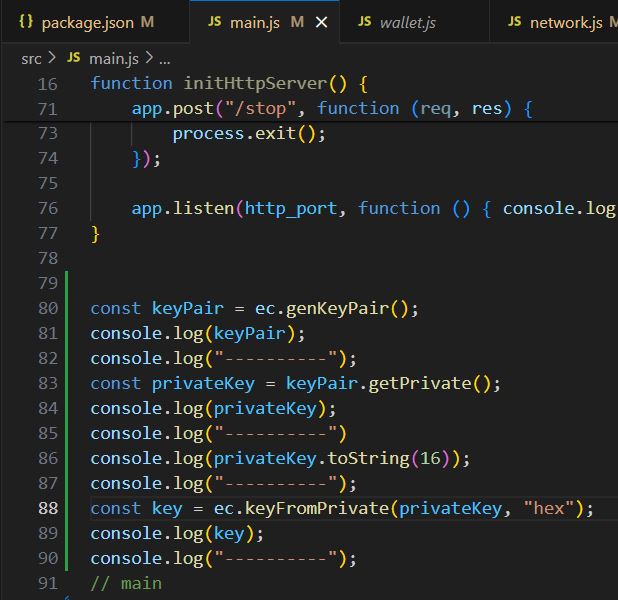 {} package.json M JS main.js M × JS wallet.js JS network.js M
src > JS main.js > ...
16 function initHttpServer() {
71 app.post("/stop", function (req, res) {
73 process.exit();
74 });
75
76 app.listen(http_port, function () { console.log
77 }
78
79
80 const keyPair = ec.genKeyPair();
81 console.log(keyPair);
82 console.log("----------");
83 const privateKey = keyPair.getPrivate();
84 console.log(privateKey);
85 console.log("----------")
86 console.log(privateKey.toString(16));
87 console.log("----------");
88 const key = ec.keyFromPrivate(privateKey, "hex");
89 console.log(key);
90 console.log("----------");
91 // main